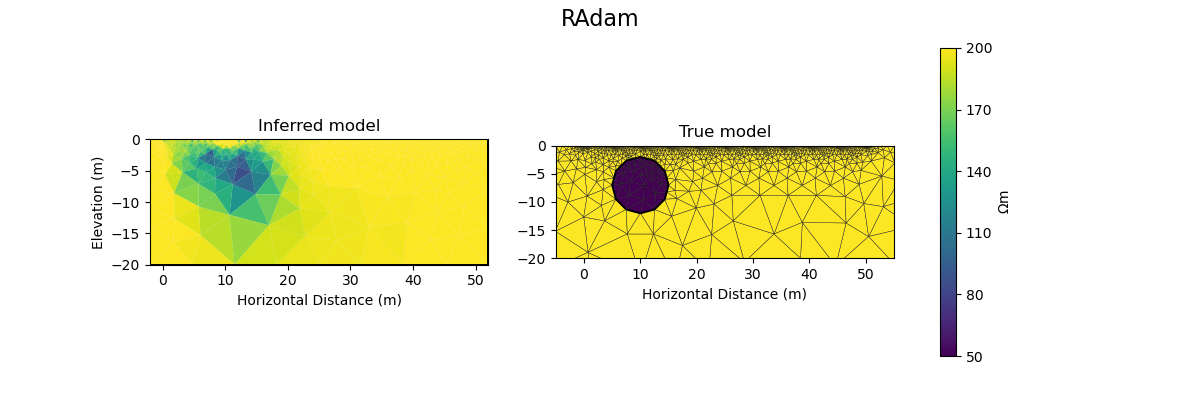 RAdam
Inferred model
0
−5
−10
−15
−20
Elevation (m)
0 10 20 30 40 50
Horizontal Distance (m)
True model
0
−5
−10
−15
−20
0 10 20 30 40 50
Horizontal Distance (m)
200
170
140
110
80
50
Ωm